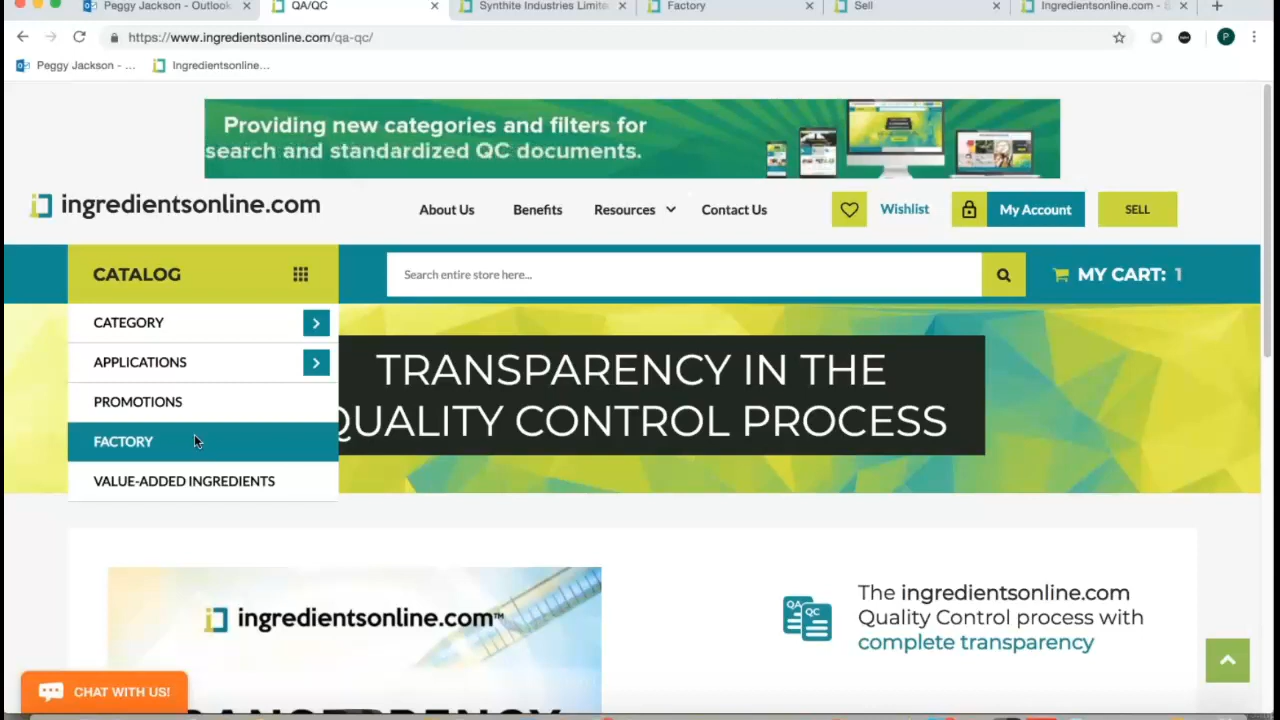 Peggy Jackson - Outlook
QA/QC
Synthite Industries Limite
Factory
Sell
Ingredientsonline.com -
https://www.ingredientsonline.com/qa-qc/
P
Peggy Jackson - ...
Ingredientsonline...
Providing new categories and filters for
search and standardized QC documents.
ingredientsonline.com
About Us
Benefits
Resources
Contact Us
Wishlist
My Account
SELL
CATALOG
Search entire store here...
MY CART: 1
CATEGORY
APPLICATIONS
PROMOTIONS
FACTORY
VALUE-ADDED INGREDIENTS
TRANSPARENCY IN THE
QUALITY CONTROL PROCESS
ingredientsonline.com™
QA
QC
The ingredientsonline.com
Quality Control process with
complete transparency
CHAT WITH US!